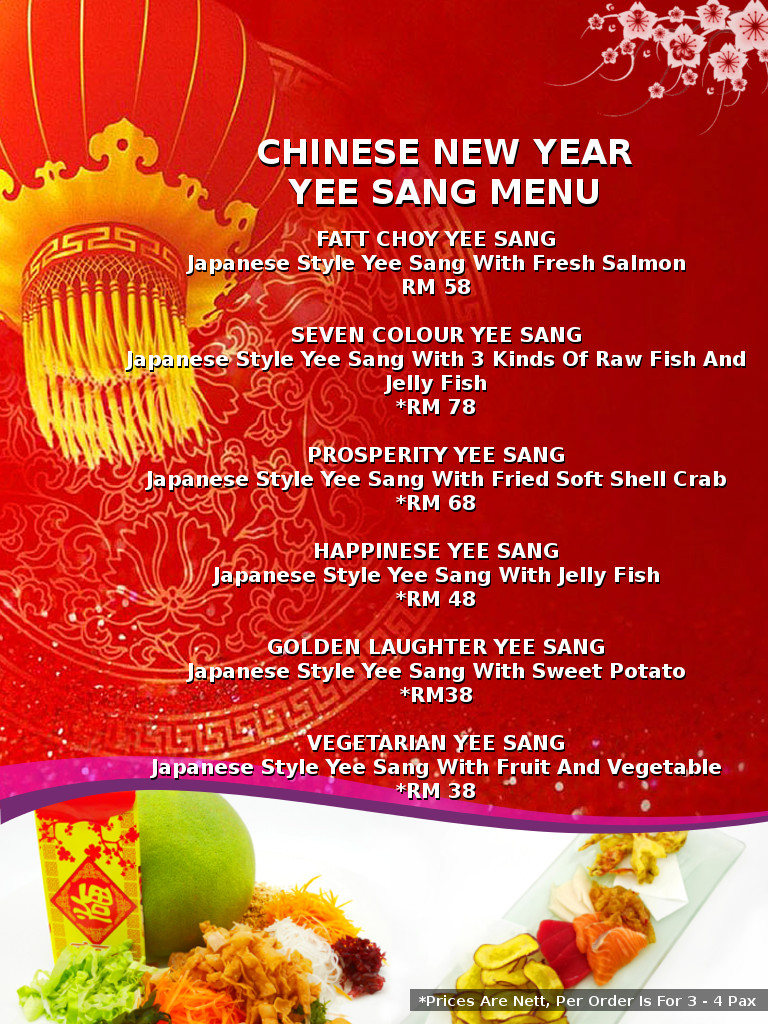 CHINESE NEW YEAR
YEE SANG MENU
FATT CHOY YEE SANG
Japanese Style Yee Sang With Fresh Salmon
RM 58
SEVEN COLOUR YEE SANG
Japanese Style Yee Sang With 3 Kinds Of Raw Fish And
Jelly Fish
*RM 78
PROSPERITY YEE SANG
Japanese Style Yee Sang With Fried Soft Shell Crab
*RM 68
HAPPINESE YEE SANG
Japanese Style Yee Sang With Jelly Fish
*RM 48
GOLDEN LAUGHTER YEE SANG
Japanese Style Yee Sang With Sweet Potato
*RM38
VEGETARIAN YEE SANG
Japanese Style Yee Sang With Fruit And Vegetable
*RM 38
*Prices Are Nett, Per Order Is For 3 - 4 Pax